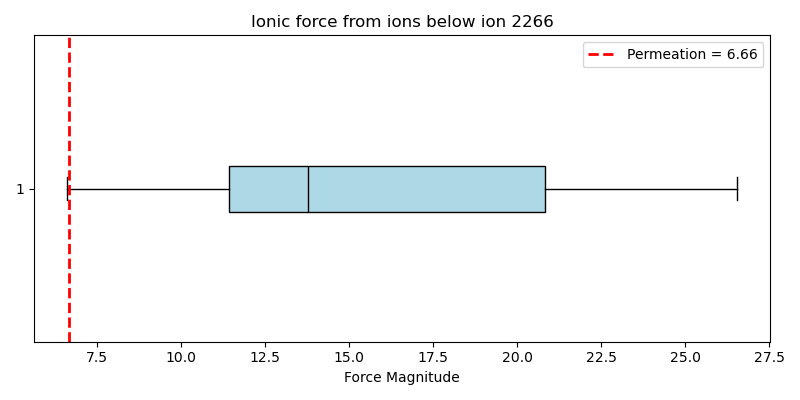 Ionic force from ions below ion 2266
Permeation = 6.66
1
7.5 10.0 12.5 15.0 17.5 20.0 22.5 25.0 27.5
Force Magnitude